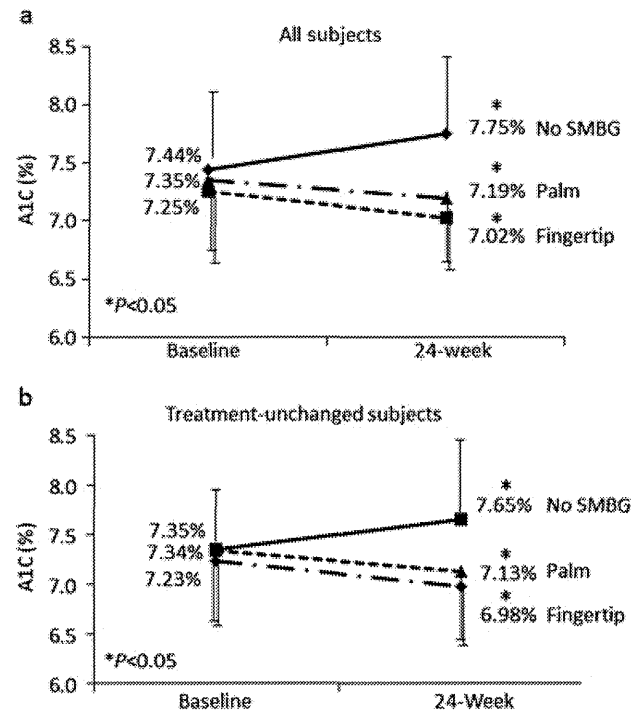 a
All subjects
A1C (%)
8.5
8.0
7.5
7.0
6.5
6.0
7.44%
7.35%
7.25%
*
7.75% No SMBG
*
7.19% Palm
*
7.02% Fingertip
*P<0.05
Baseline 24-week
b
Treatment-unchanged subjects
A1C (%)
8.5
8.0
7.5
7.0
6.5
6.0
7.35%
7.34%
7.23%
*
7.65% No SMBG
*
7.13% Palm
*
6.98% Fingertip
*P<0.05
Baseline 24-Week